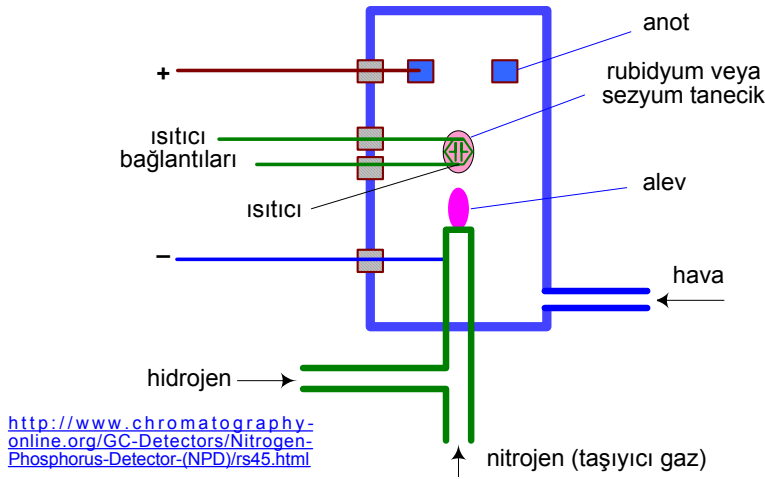 anot
+
rubidyum veya
sezyum tanecik
ısıtıcı
bağlantıları
ısıtıcı
alev
–
hava
hidrojen
http://www.chromatography-
online.org/GC-Detectors/Nitrogen-
Phosphorus-Detector-(NPD)/rs45.html
nitrojen (taşıyıcı gaz)